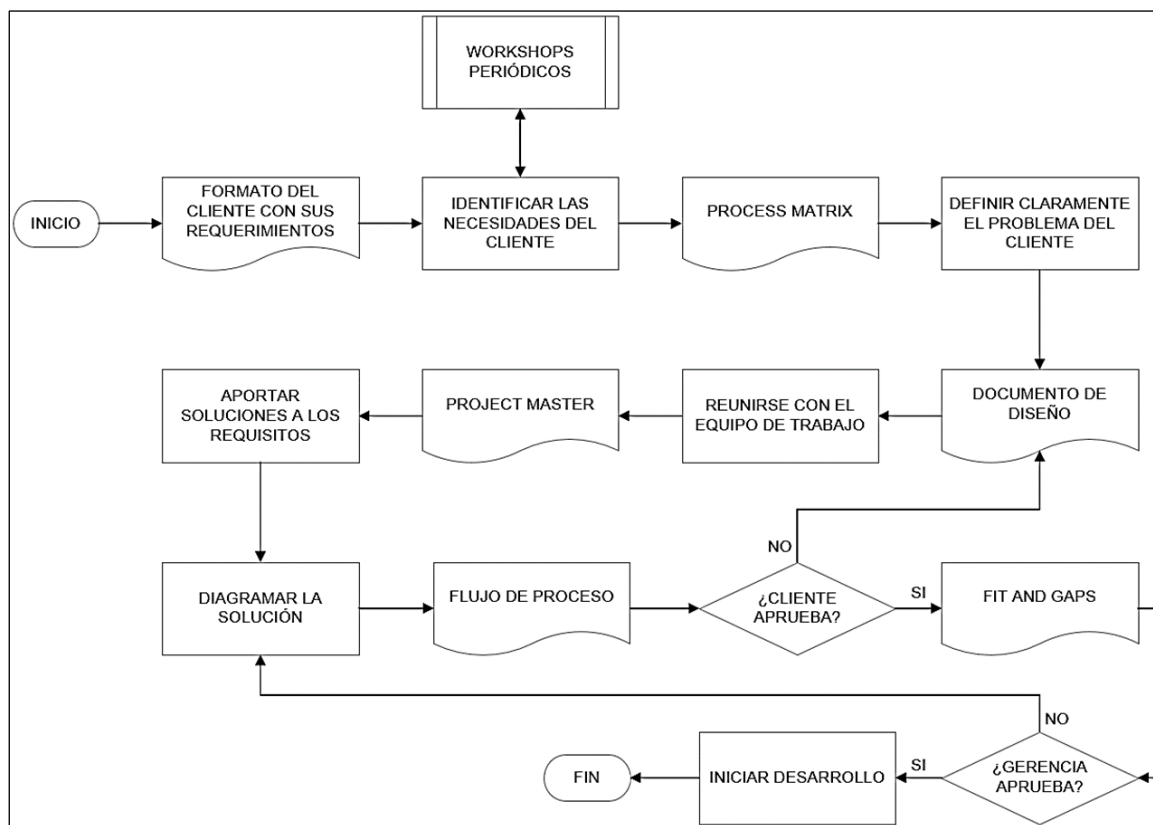 WORKSHOPS
PERIÓDICOS
INICIO
FORMATO DEL
CLIENTE CON SUS
REQUERIMIENTOS
IDENTIFICAR LAS
NECESIDADES DEL
CLIENTE
PROCESS MATRIX
DEFINIR CLARAMENTE
EL PROBLEMA DEL
CLIENTE
DOCUMENTO DE
DISEÑO
REUNIRSE CON EL
EQUIPO DE TRABAJO
PROJECT MASTER
APORTAR
SOLUCIONES A LOS
REQUISITOS
DIAGRAMAR LA
SOLUCIÓN
FLUJO DE PROCESO
¿CLIENTE
APRUEBA?
NO
SI
FIT AND GAPS
¿GERENCIA
APRUEBA?
NO
SI
INICIAR DESARROLLO
FIN